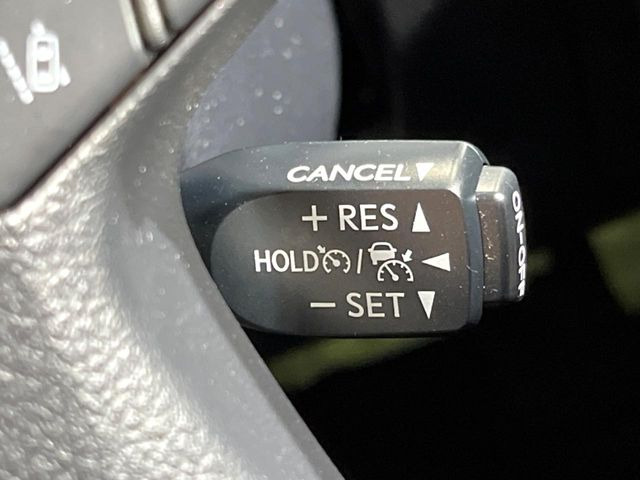 CANCEL▼
+ RES ▲
HOLD / ◀
− SET ▼
ON-OFF